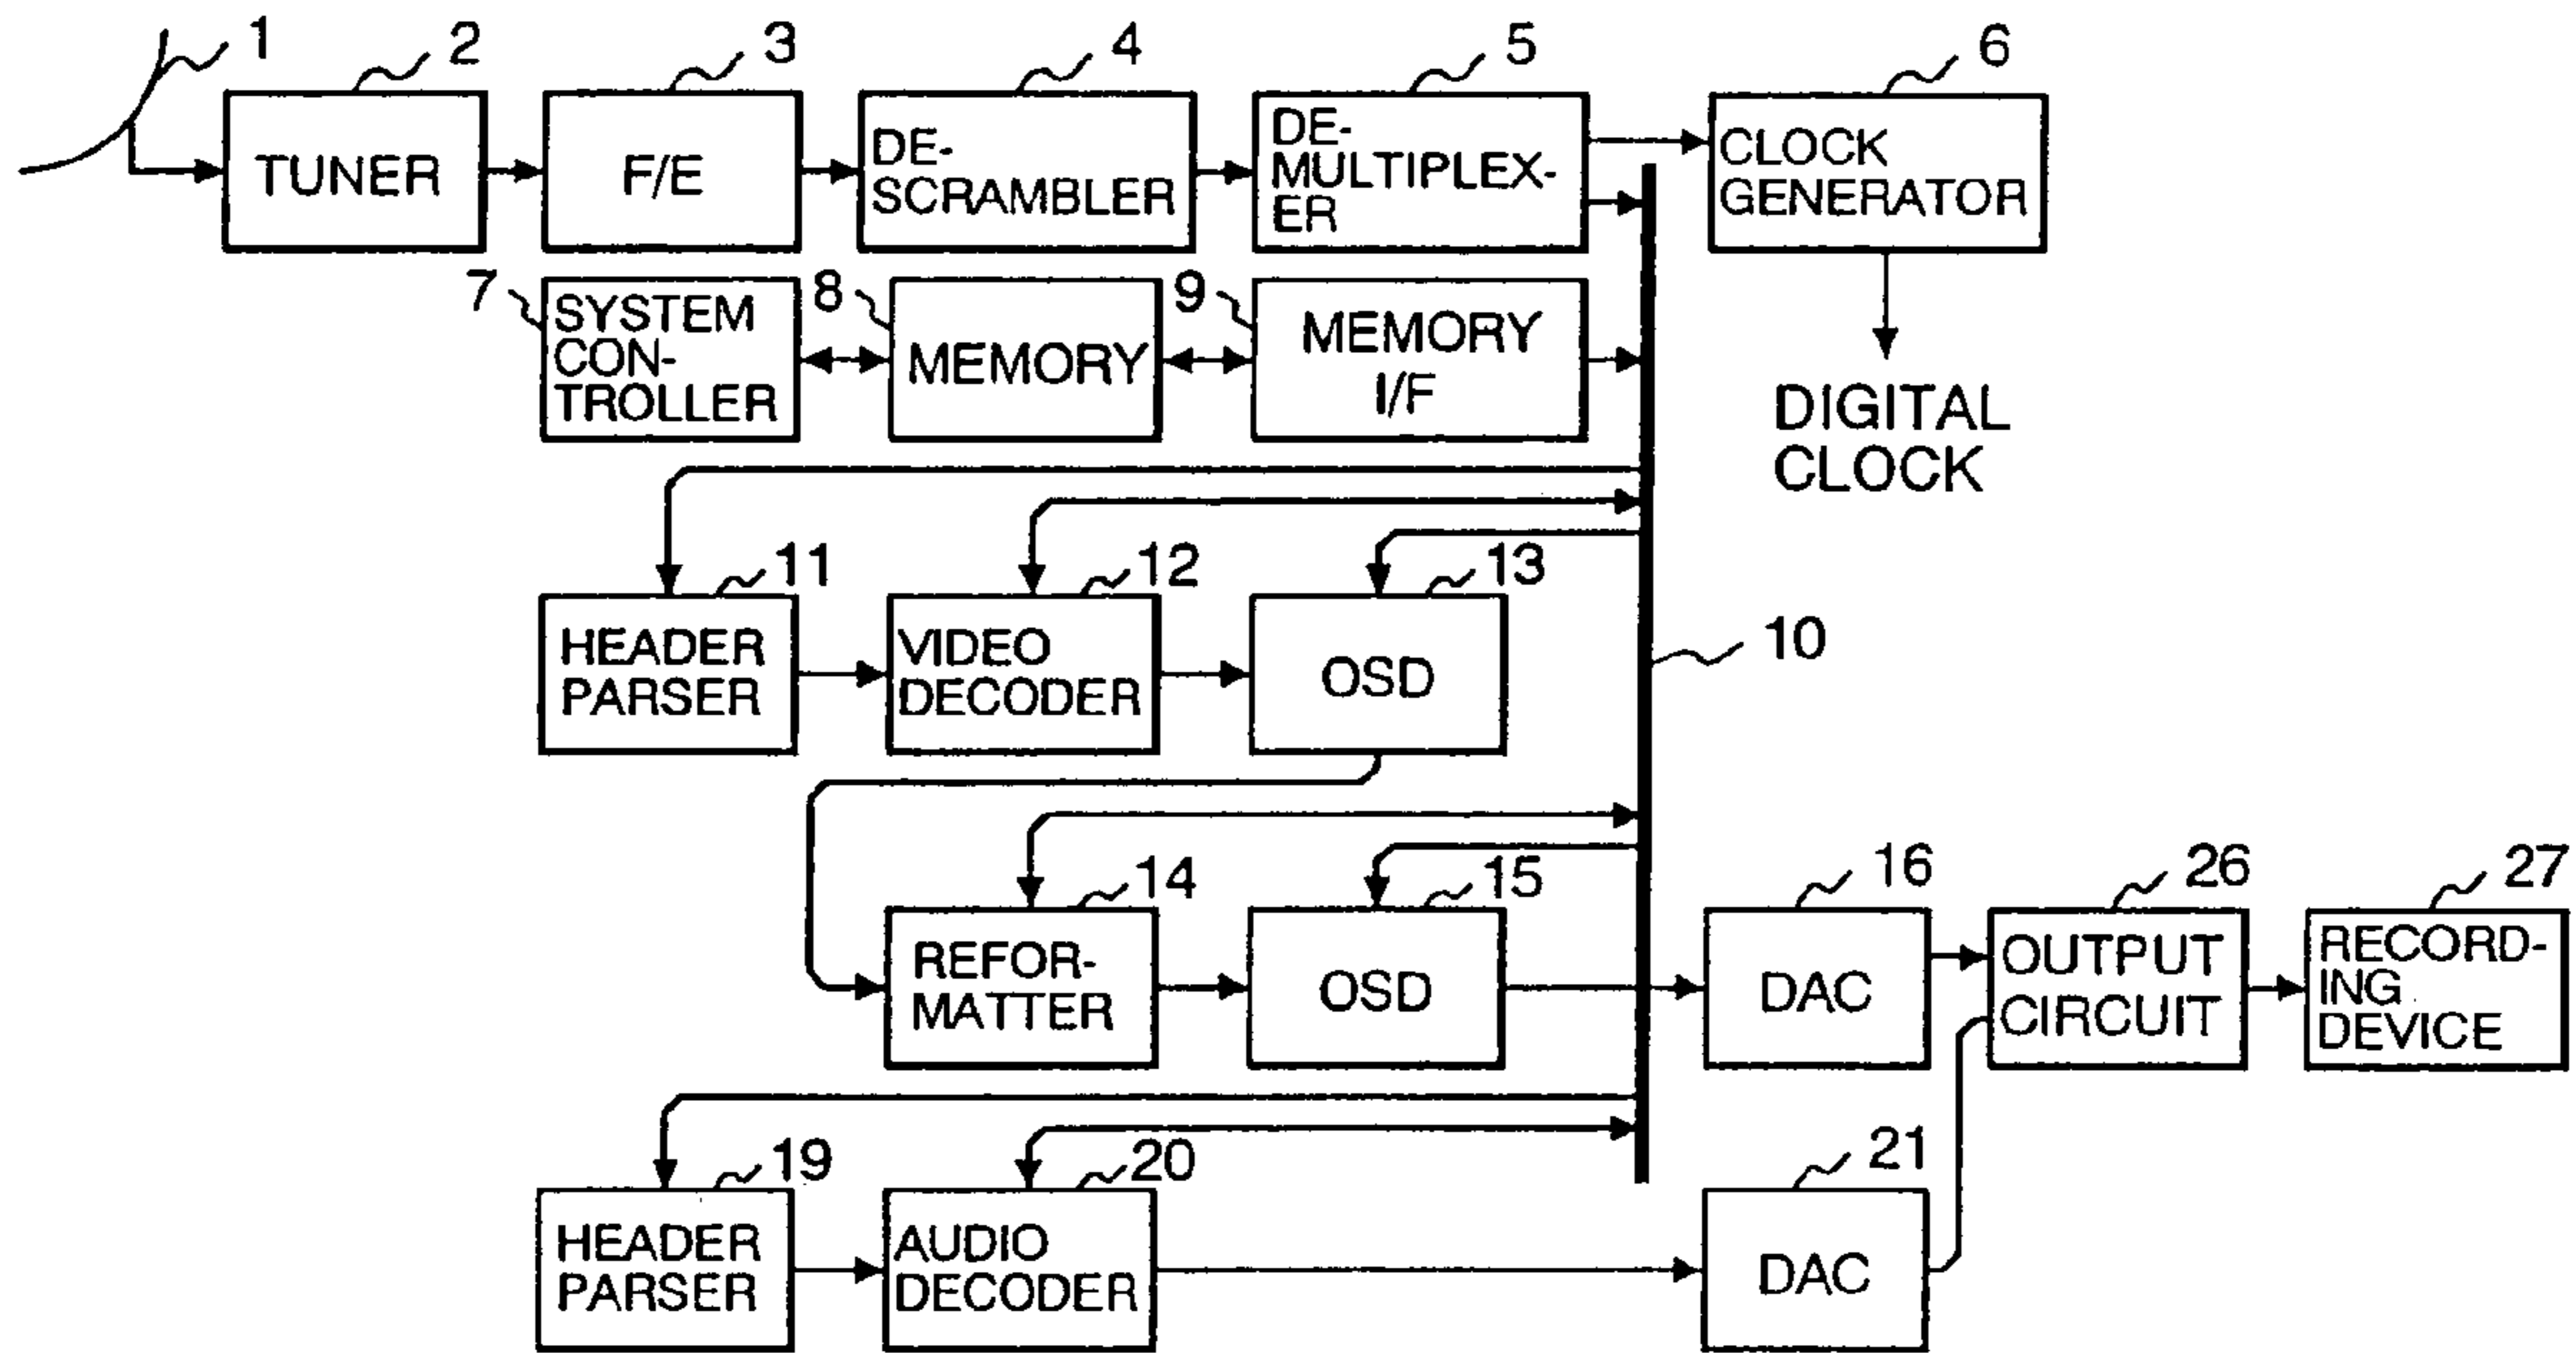 1
2
3
4
5
6
TUNER
F/E
DE-
SCRAMBLER
DE-
MULTIPLEX-
ER
CLOCK
GENERATOR
7
8
9
SYSTEM
CON-
TROLLER
MEMORY
MEMORY
I/F
DIGITAL
CLOCK
11
12
13
HEADER
PARSER
VIDEO
DECODER
OSD
10
14
15
16
26
27
REFOR-
MATTER
OSD
DAC
OUTPUT
CIRCUIT
RECORD-
ING
DEVICE
19
20
21
HEADER
PARSER
AUDIO
DECODER
DAC